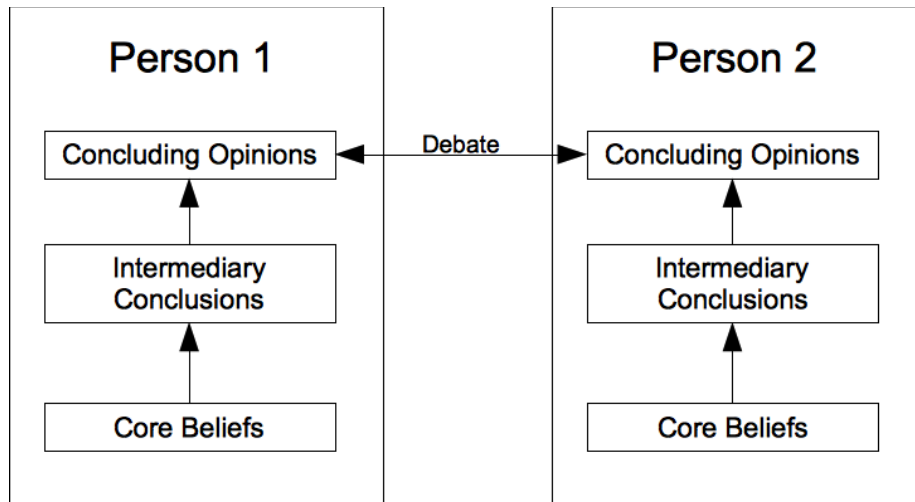 Person 1
Concluding Opinions
Intermediary
Conclusions
Core Beliefs
Debate
Person 2
Concluding Opinions
Intermediary
Conclusions
Core Beliefs